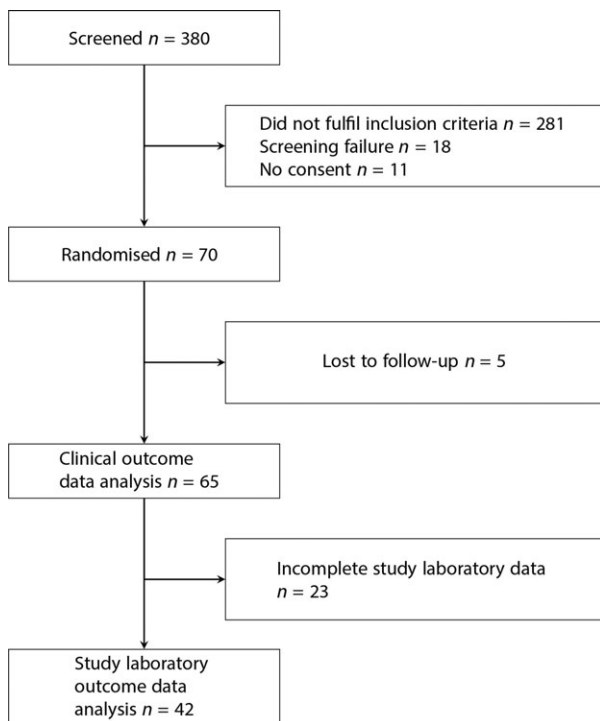 Screened n = 380
Did not fulfil inclusion criteria n = 281
Screening failure n = 18
No consent n = 11
Randomised n = 70
Lost to follow-up n = 5
Clinical outcome
data analysis n = 65
Incomplete study laboratory data
n = 23
Study laboratory
outcome data
analysis n = 42